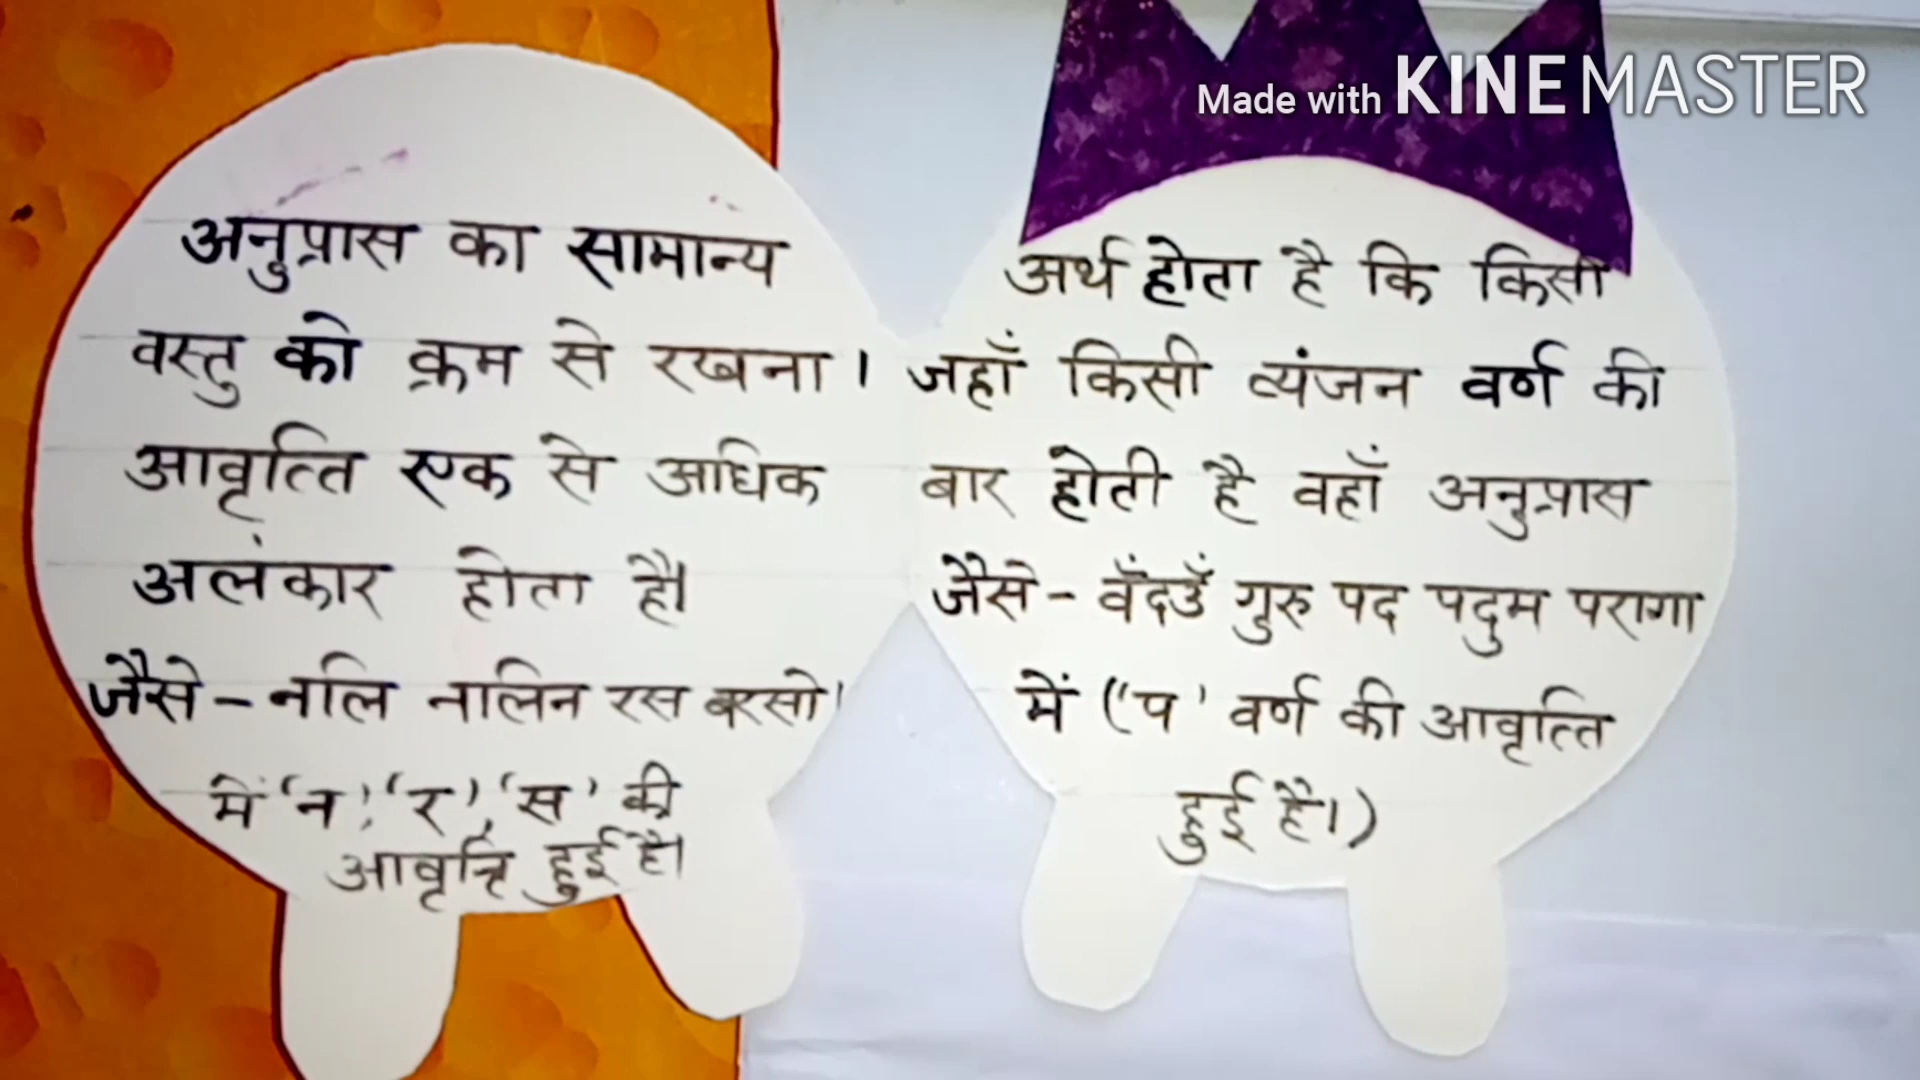 Made with KINEMASTER
अनुप्रास का सामान्य अर्थ होता है कि किसी
वस्तु को क्रम से रखना। जहाँ किसी व्यंजन वर्ण की
आवृत्ति एक से अधिक बार होती है वहाँ अनुप्रास
अलंकार होता है।
जैसे - वँदउँ गुरु पद पदुम परागा
जैसे - नलि नलिन रस बरसो।
में ('प' वर्ण की आवृत्ति
में 'न', 'र', 'स' की
हुई है।)
आवृत्ति हुई है।